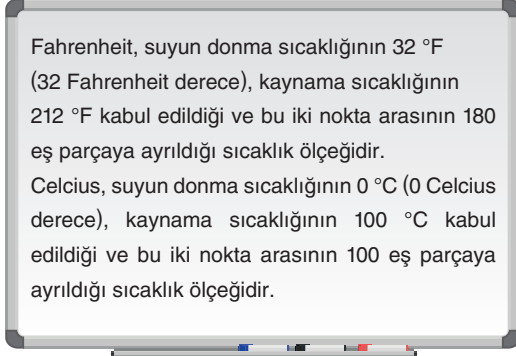 Fahrenheit, suyun donma sıcaklığının 32 °F
(32 Fahrenheit derece), kaynama sıcaklığının
212 °F kabul edildiği ve bu iki nokta arasının 180
eş parçaya ayrıldığı sıcaklık ölçeğidir.
Celcius, suyun donma sıcaklığının 0 °C (0 Celcius
derece), kaynama sıcaklığının 100 °C kabul
edildiği ve bu iki nokta arasının 100 eş parçaya
ayrıldığı sıcaklık ölçeğidir.